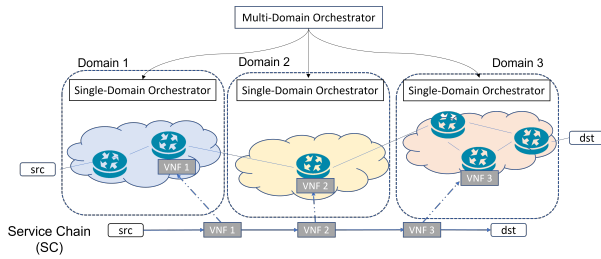 Multi-Domain Orchestrator
Domain 1
Domain 2
Domain 3
Single-Domain Orchestrator
Single-Domain Orchestrator
Single-Domain Orchestrator
src
VNF 1
VNF 2
VNF 3
dst
Service Chain
(SC)
src
VNF 1
VNF 2
VNF 3
dst